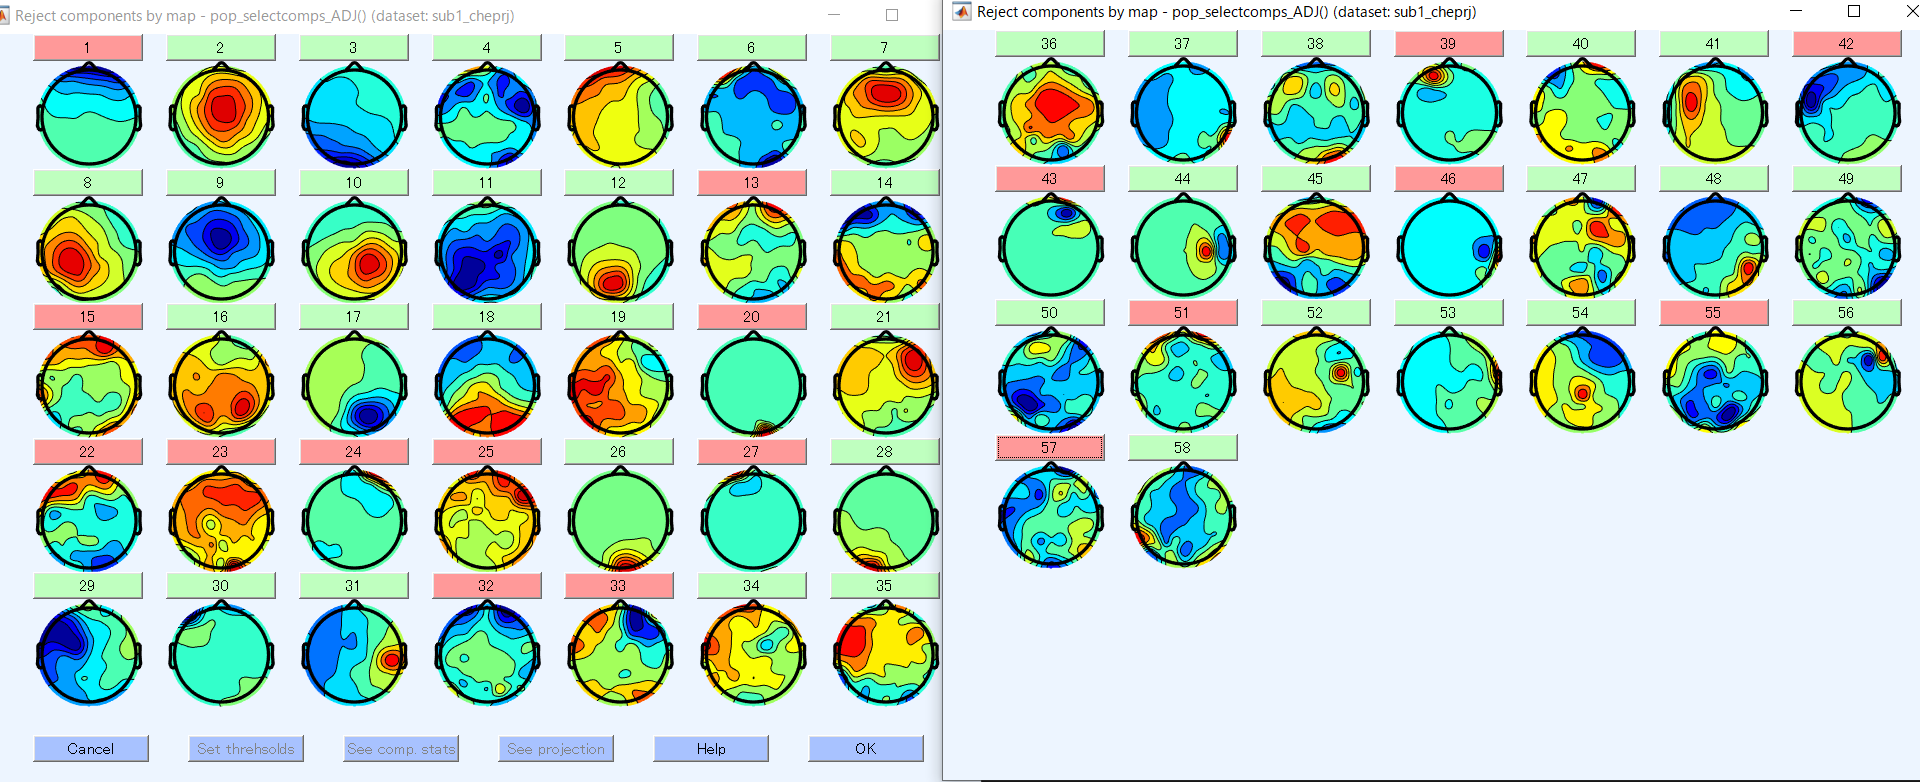 Reject components by map - pop_selectcomps_ADJ() (dataset: sub1_cheprj)
1 2 3 4 5 6 7
8 9 10 11 12 13 14
15 16 17 18 19 20 21
22 23 24 25 26 27 28
29 30 31 32 33 34 35
Cancel Set threhsolds See comp. stats See projection Help OK
Reject components by map - pop_selectcomps_ADJ() (dataset: sub1_cheprj)
36 37 38 39 40 41 42
43 44 45 46 47 48 49
50 51 52 53 54 55 56
57 58